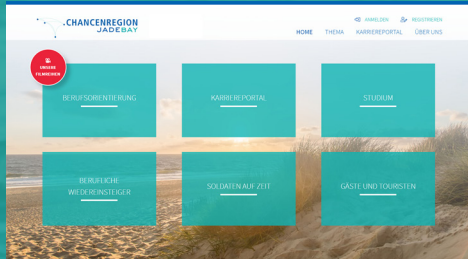 .CHANCENREGION
JADEBAY
ANMELDEN REGISTRIEREN
HOME THEMA KARRIEREPORTAL ÜBER UNS
UNSERE
FILMREIHEN
BERUFSORIENTIERUNG
KARRIEREPORTAL
STUDIUM
BERUFLICHE
WIEDEREINSTEIGER
SOLDATEN AUF ZEIT
GÄSTE UND TOURISTEN